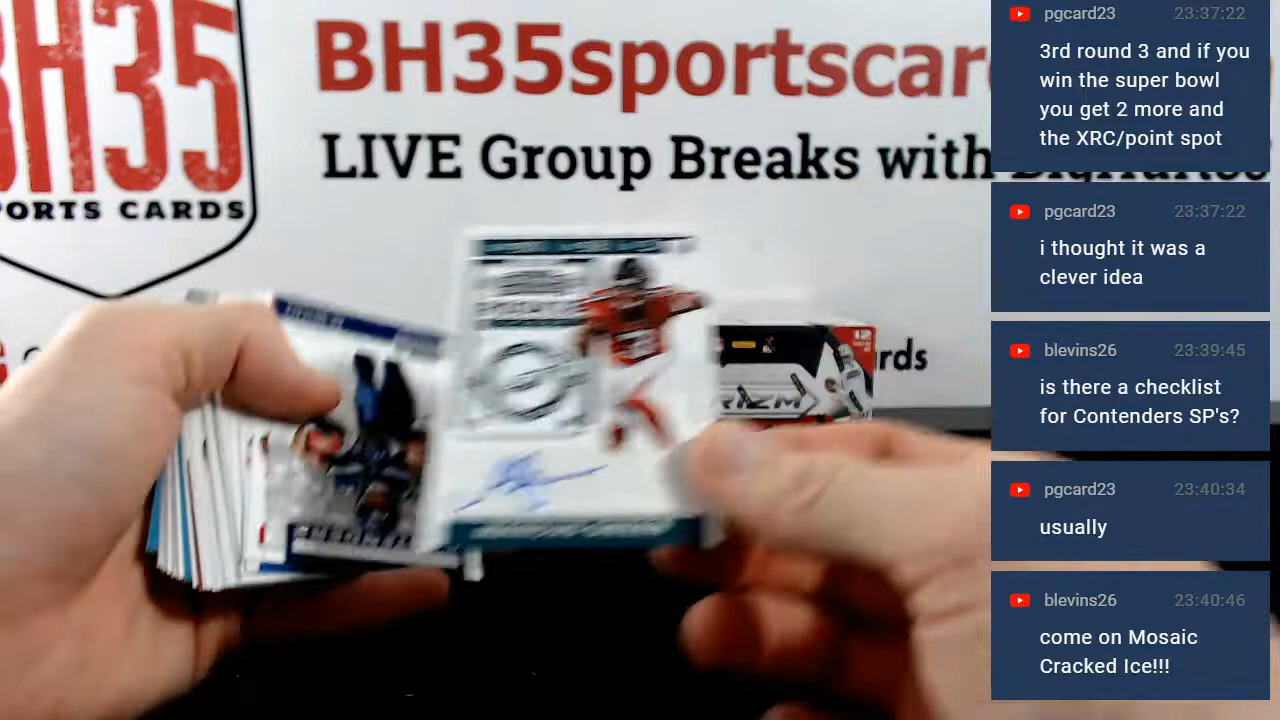 BH35
PORTS CARDS
BH35sportscar
LIVE Group Breaks with
rds
pgcard23 23:37:22
3rd round 3 and if you
win the super bowl
you get 2 more and
the XRC/point spot
pgcard23 23:37:22
i thought it was a
clever idea
blevins26 23:39:45
is there a checklist
for Contenders SP's?
pgcard23 23:40:34
usually
blevins26 23:40:46
come on Mosaic
Cracked Ice!!!